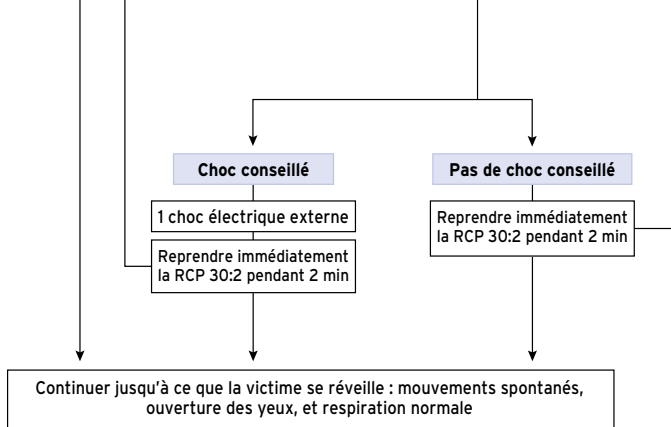 Choc conseillé
1 choc électrique externe
Reprendre immédiatement
la RCP 30:2 pendant 2 min
Pas de choc conseillé
Reprendre immédiatement
la RCP 30:2 pendant 2 min
Continuer jusqu'à ce que la victime se réveille : mouvements spontanés,
ouverture des yeux, et respiration normale